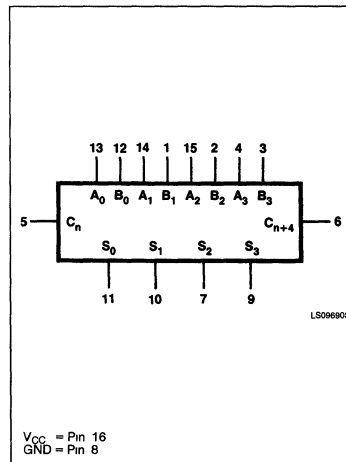 13 12 14 1 15 2 4 3
A0 B0 A1 B1 A2 B2 A3 B3
5 Cn Cn+4 6
S0 S1 S2 S3
11 10 7 9
LS09690S
VCC = Pin 16
GND = Pin 8